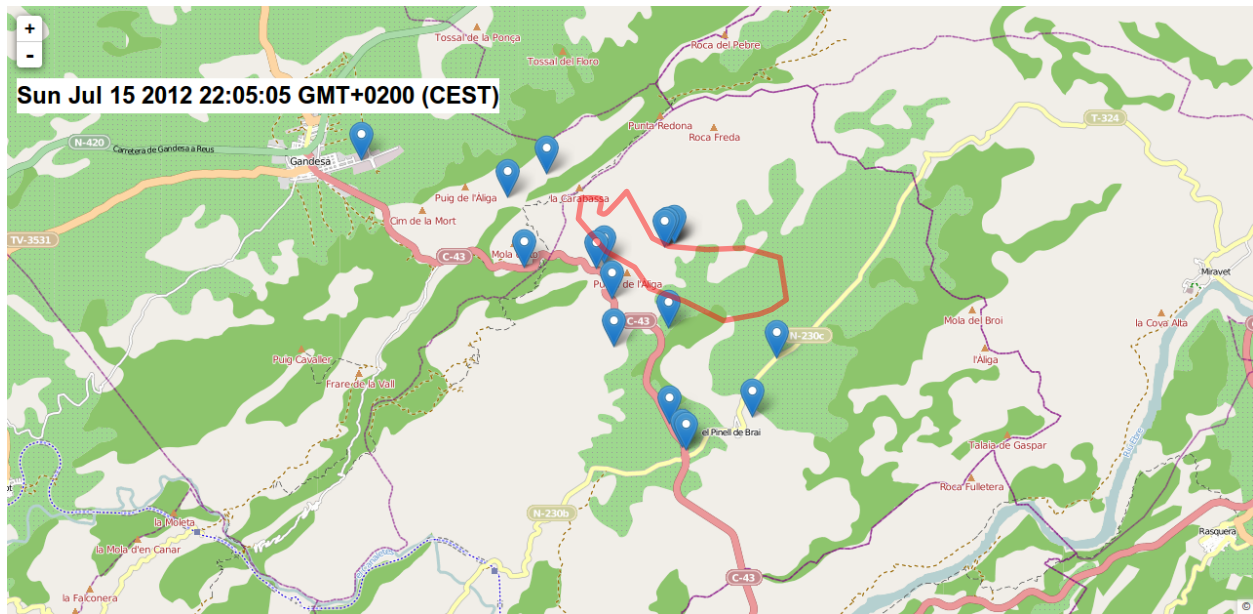 +
-
Sun Jul 15 2012 22:05:05 GMT+0200 (CEST)
Tossal de la Ponça
Roca del Pebre
Tossal del Floro
T-324
Punta Redona
Roca Freda
N-420
Carretera de Gandesa a Reus
Gandesa
Puig de l'Àliga
la Carabassa
Cim de la Mort
TV-3531
C-43
Mola
de l'Àliga
Miravet
C-43
Mola del Broi
la Cova Alta
N-230c
Puig Cavaller
l'Àliga
Frare de la Vall
el Pinell de Brai
Talaia de Gaspar
Riu Ebre
Roca Fulletera
N-230b
la Moleta
Rasquera
la Mola d'en Canar
C-43
la Falconera
©